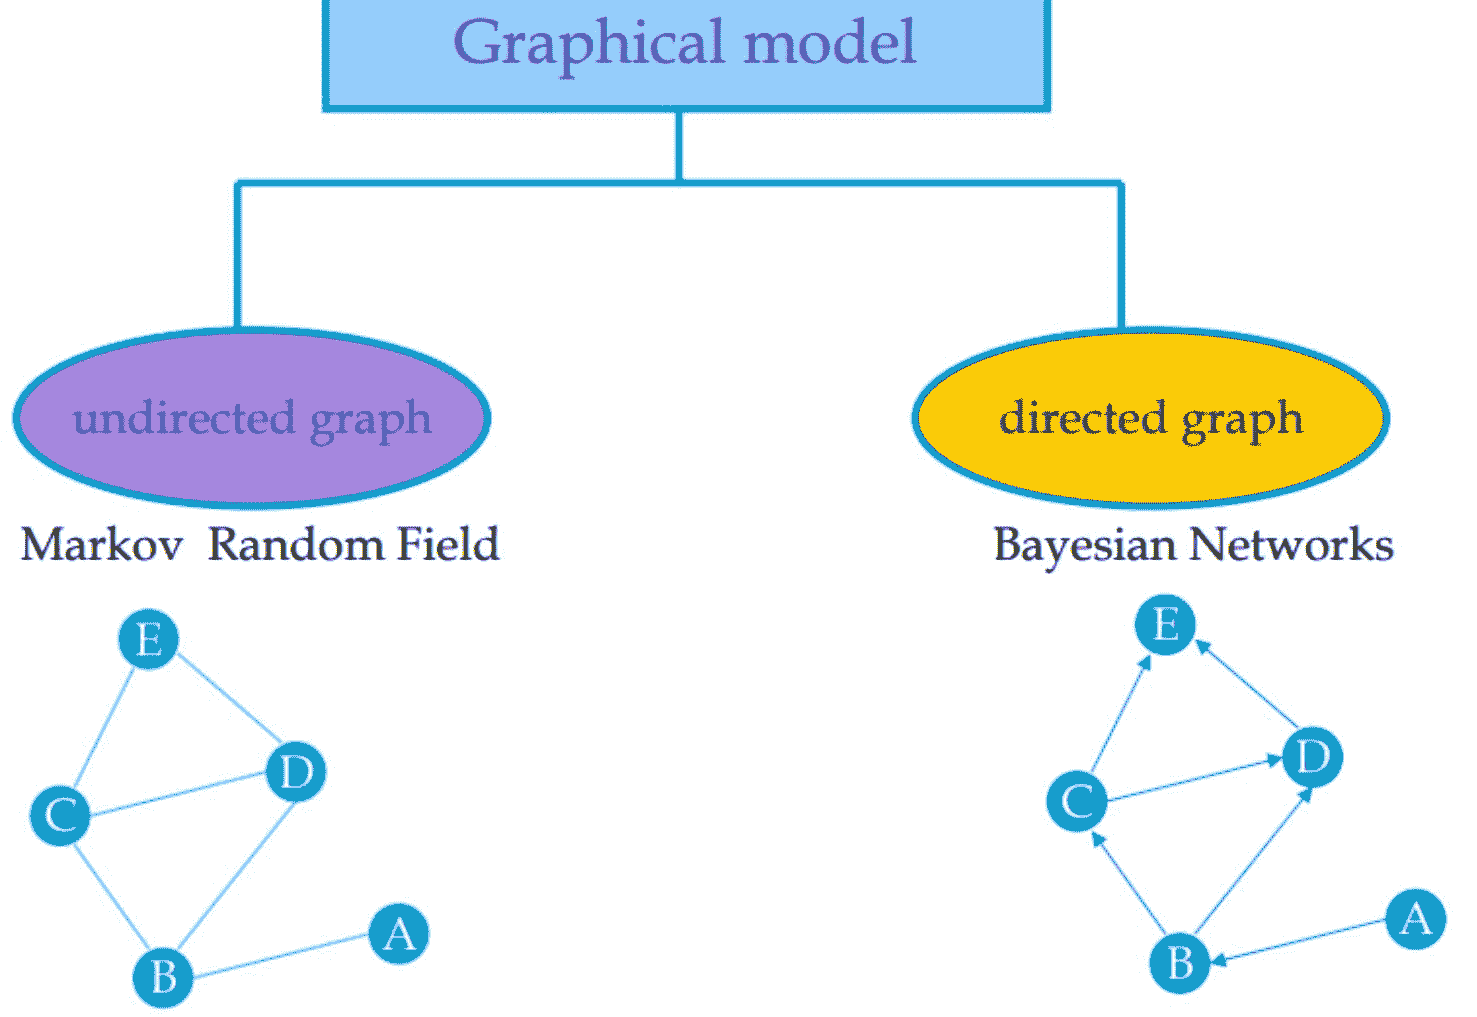 Graphical model
undirected graph
directed graph
Markov Random Field
Bayesian Networks
E
D
C
A
B
E
D
C
A
B